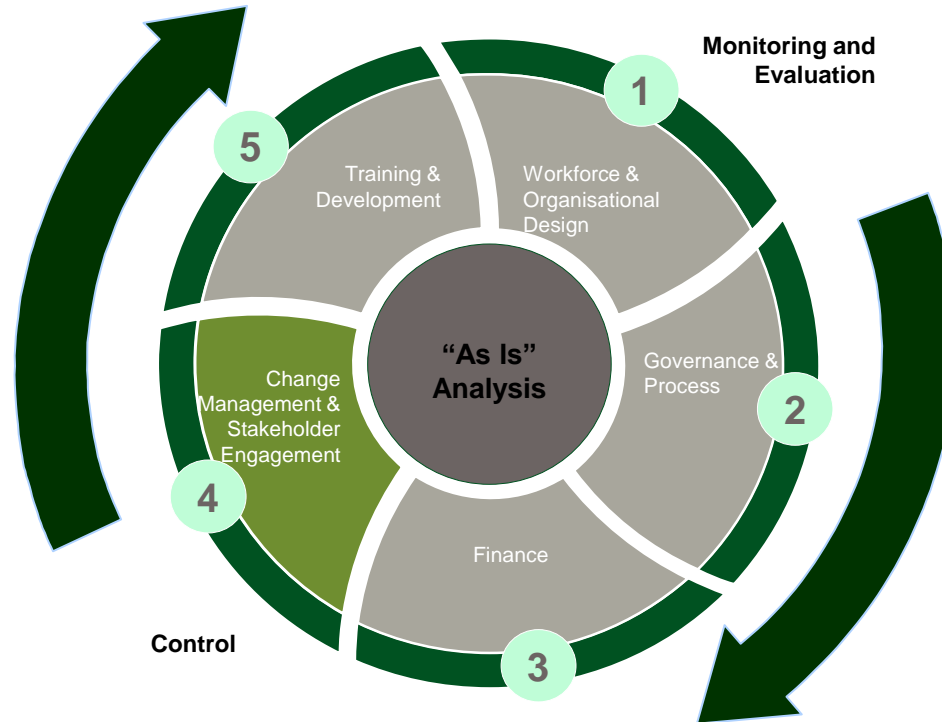 Monitoring and
Evaluation
1
Workforce &
Organisational
Design
2
Governance &
Process
3
Finance
4
Change
Management &
Stakeholder
Engagement
5
Training &
Development
“As Is”
Analysis
Control